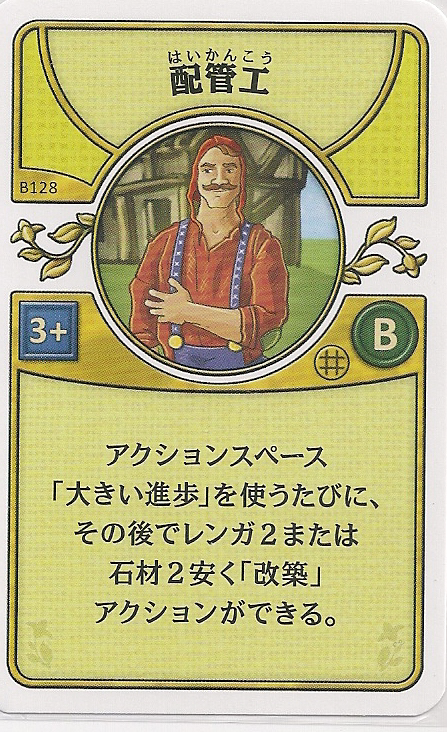 はいかんこう
配管工
B128
3+
B
アクションスペース
「大きい進歩」を使うたびに、
その後でレンガ2または
石材2安く「改築」
アクションができる。